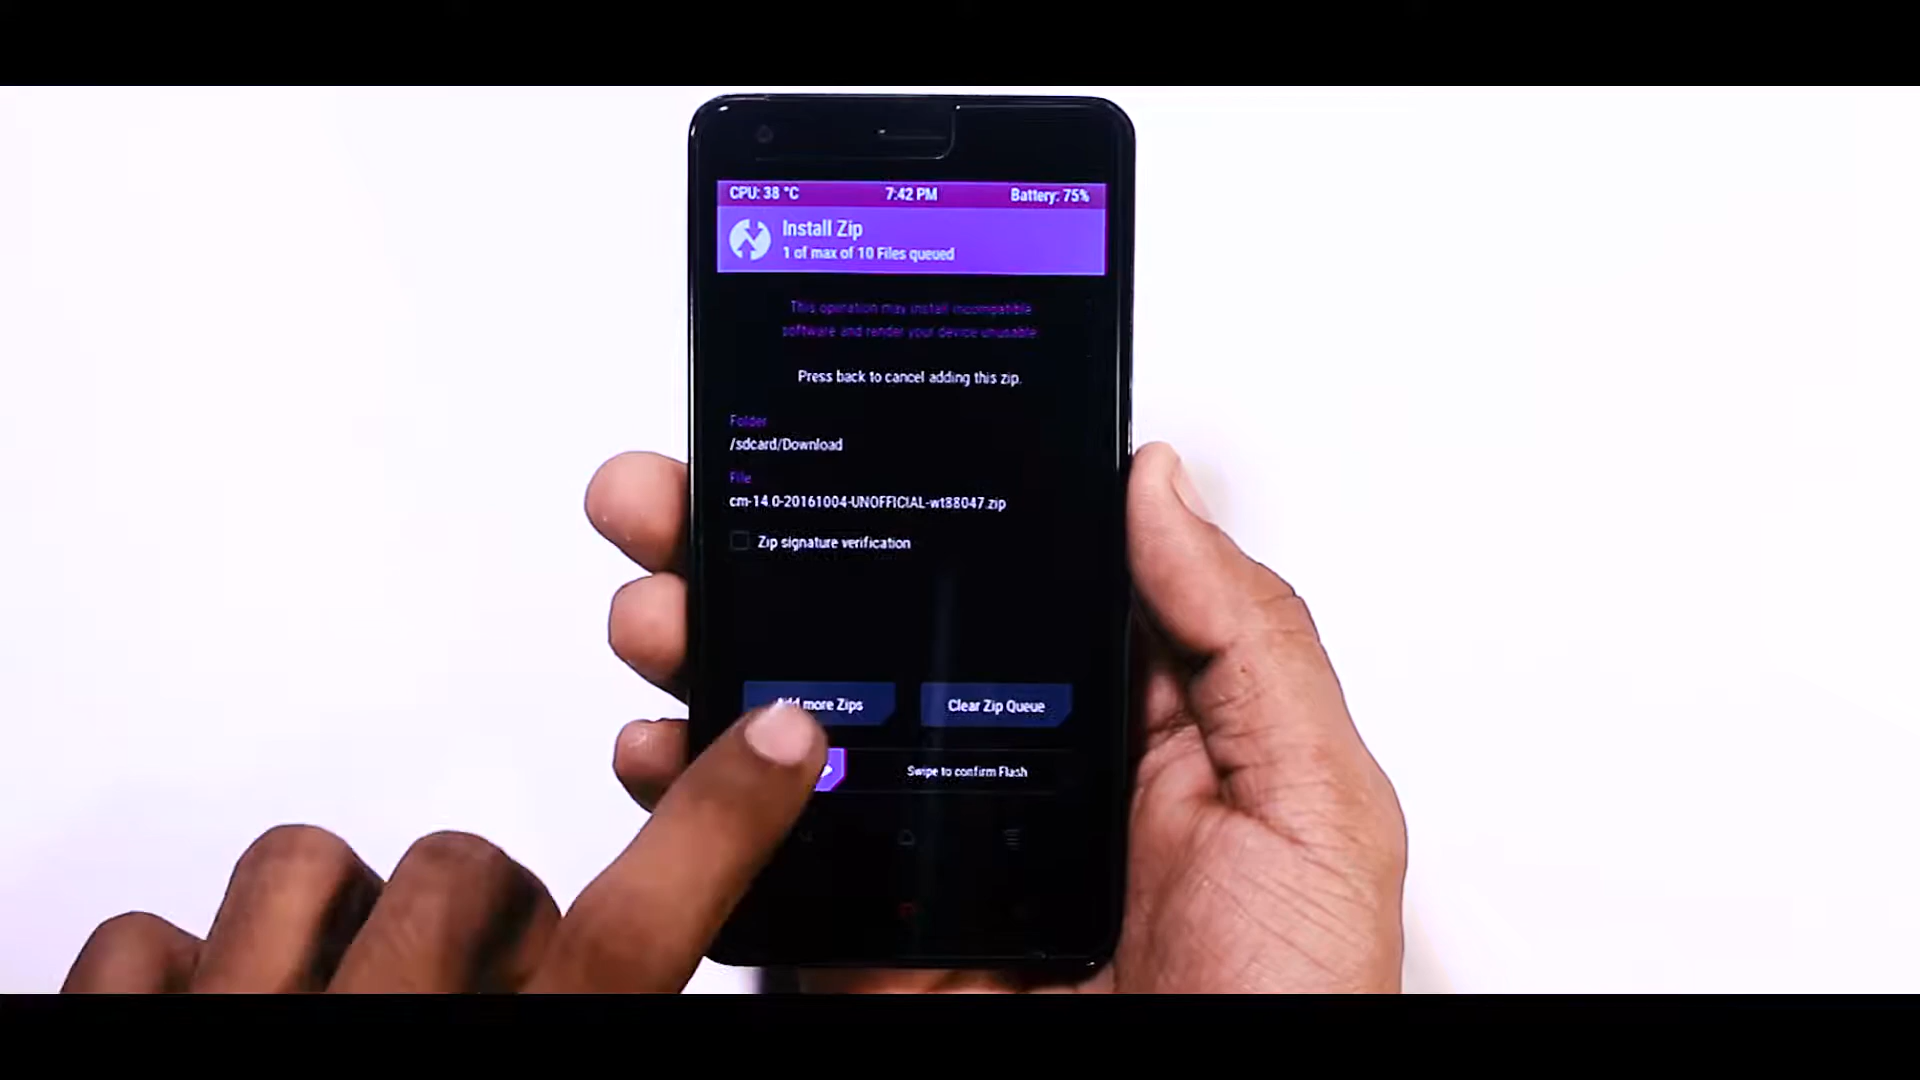 CPU: 38 °C 7:42 PM Battery: 75%
Install Zip
1 of max of 10 Files queued
This operation may install incompatible
software and render your device unusable.
Press back to cancel adding this zip.
Folder
/sdcard/Download
File
cm-14.0-20161004-UNOFFICIAL-wt88047.zip
Zip signature verification
Add more Zips Clear Zip Queue
Swipe to confirm Flash